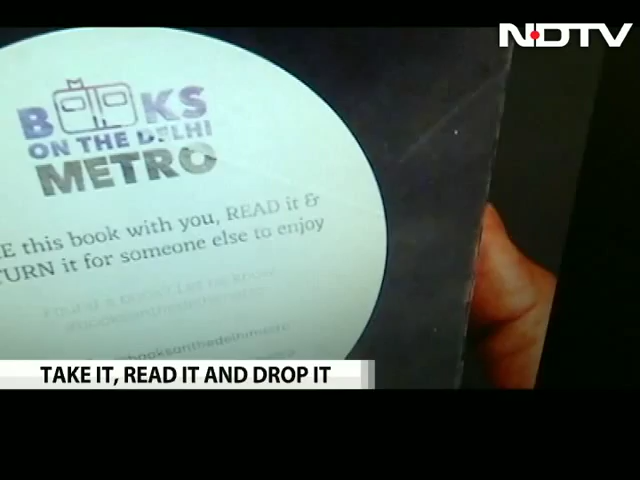 NDTV
BOOKS
ON THE DELHI
METRO
this book with you, READ it &
it for someone else to enjoy
TAKE IT, READ IT AND DROP IT